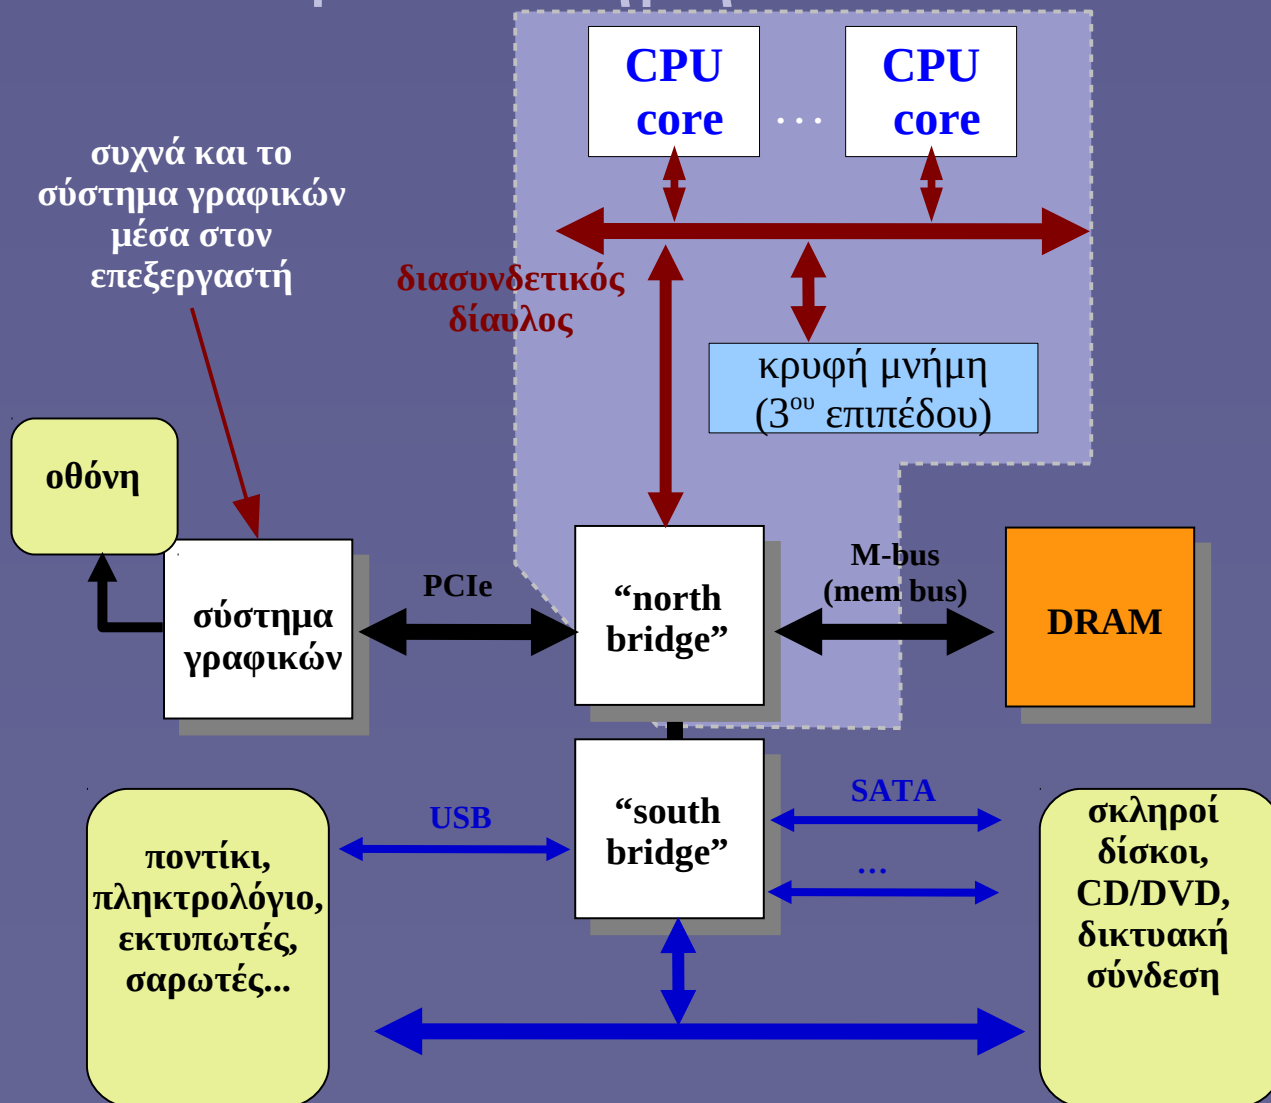 CPU
core
...
CPU
core
συχνά και το
σύστημα γραφικών
μέσα στον
επεξεργαστή
διασυνδετικός
δίαυλος
κρυφή μνήμη
(3ου επιπέδου)
οθόνη
σύστημα
γραφικών
PCIe
“north
bridge”
M-bus
(mem bus)
DRAM
ποντίκι,
πληκτρολόγιο,
εκτυπωτές,
σαρωτές...
USB
“south
bridge”
SATA
...
σκληροί
δίσκοι,
CD/DVD,
δικτυακή
σύνδεση